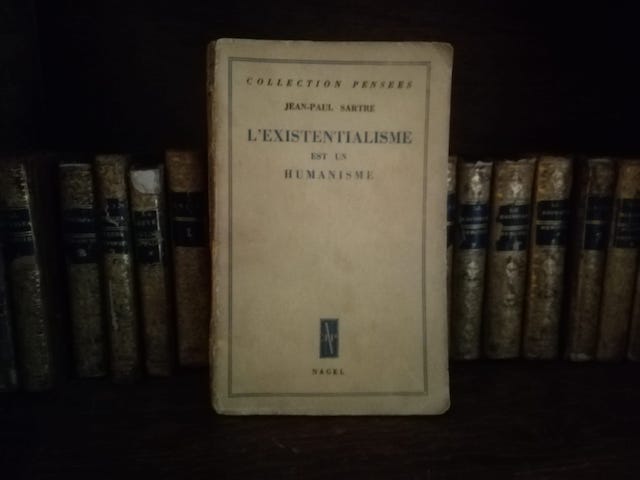 COLLECTION PENSEES
JEAN-PAUL SARTRE
L'EXISTENTIALISME
EST UN
HUMANISME
NAGEL